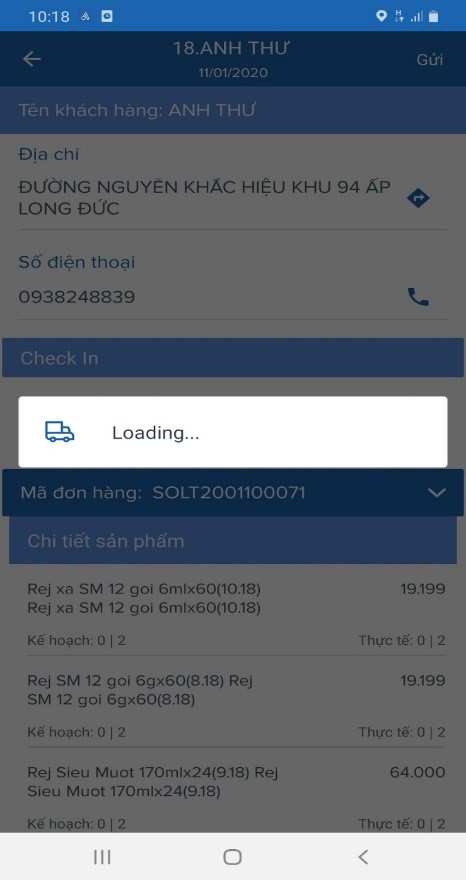 10:18
18.ANH THƯ
11/01/2020
Gửi
Tên khách hàng: ANH THƯ
Địa chỉ
ĐƯỜNG NGUYỄN KHẮC HIỆU KHU 94 ẤP
LONG ĐỨC
Số điện thoại
0938248839
Check In
Loading...
Mã đơn hàng: SOLT2001100071
Chi tiết sản phẩm
Rej xa SM 12 goi 6mlx60(10.18) 19.199
Rej xa SM 12 goi 6mlx60(10.18)
Kế hoạch: 0 | 2 Thực tế: 0 | 2
Rej SM 12 goi 6gx60(8.18) Rej 19.199
SM 12 goi 6gx60(8.18)
Kế hoạch: 0 | 2 Thực tế: 0 | 2
Rej Sieu Muot 170mlx24(9.18) Rej 64.000
Sieu Muot 170mlx24(9.18)
Kế hoạch: 0 | 2 Thực tế: 0 | 2